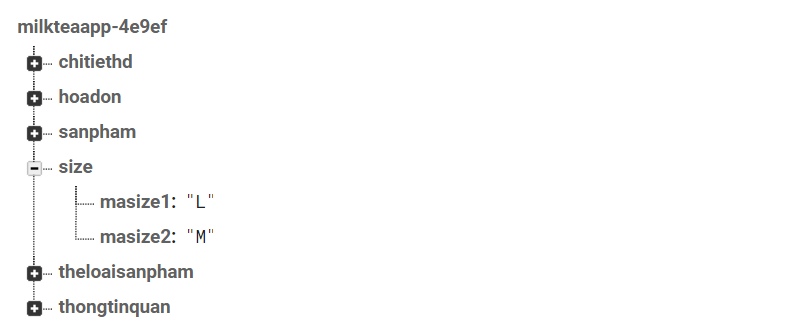 milkteaapp-4e9ef
chitiethd
hoadon
sanpham
size
masize1: "L"
masize2: "M"
theloaisanpham
thongtinquan